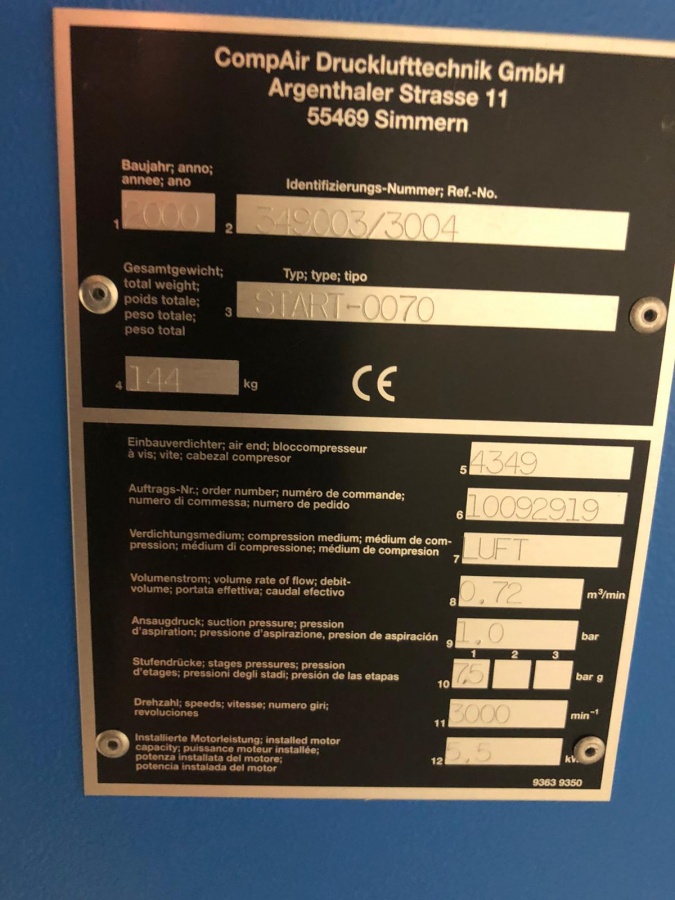 CompAir Drucklufttechnik GmbH
Argenthaler Strasse 11
55469 Simmern
Baujahr; anno;
annee; ano
Identifizierungs-Nummer; Ref.-No.
1 2000 2 349003/3004
Gesamtgewicht;
total weight;
poids totale;
peso totale;
peso total
Typ; type; tipo
3 START-0070
4 144 kg
CE
Einbauverdichter; air end; bloccompresseur
à vis; vite; cabezal compresor
5 4349
Auftrags-Nr.; order number; numéro de commande;
numero di commessa; numero de pedido
6 10092919
Verdichtungsmedium; compression medium; médium de com-
pression; médium di compressione; médium de compresion
7 LUFT
Volumenstrom; volume rate of flow; debit-
volume; portata effettiva; caudal efectivo
8 0.72 m³/min
Ansaugdruck; suction pressure; pression
d'aspiration; pressione d'aspirazione, presion de aspiración
9 1,0 bar
1 2 3
Stufendrücke; stages pressures; pression
d'etages; pressioni degli stadi; presión de las etapas
10 7,5 bar g
Drehzahl; speeds; vitesse; numero giri;
revoluciones
11 3000 min⁻¹
Installierte Motorleistung; installed motor
capacity; puissance moteur installée;
potenza installata del motore;
potencia instalada del motor
12 5,5
9363 9350